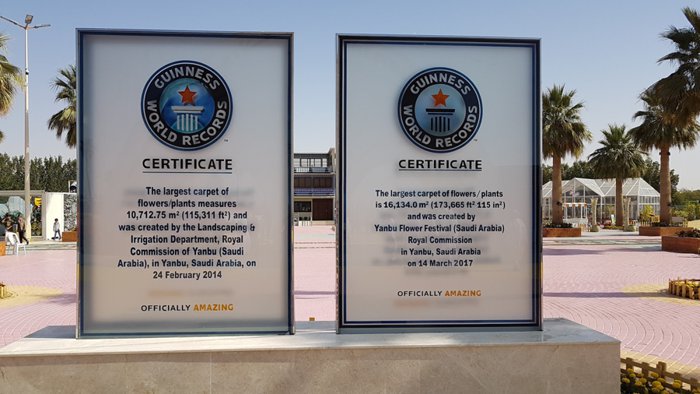 GUINNESS
WORLD
RECORDS
™
CERTIFICATE
The largest carpet of
flowers/plants measures
10,712.75 m² (115,311 ft²) and
was created by the Landscaping &
Irrigation Department, Royal
Commission of Yanbu (Saudi
Arabia), in Yanbu, Saudi Arabia, on
24 February 2014
OFFICIALLY AMAZING
GUINNESS
WORLD
RECORDS
™
CERTIFICATE
The largest carpet of flowers/plants
is 16,134.0 m² (173,665 ft² 115 in²)
and was created by
Yanbu Flower Festival (Saudi Arabia)
Royal Commission
in Yanbu, Saudi Arabia
on 14 March 2017
OFFICIALLY AMAZING